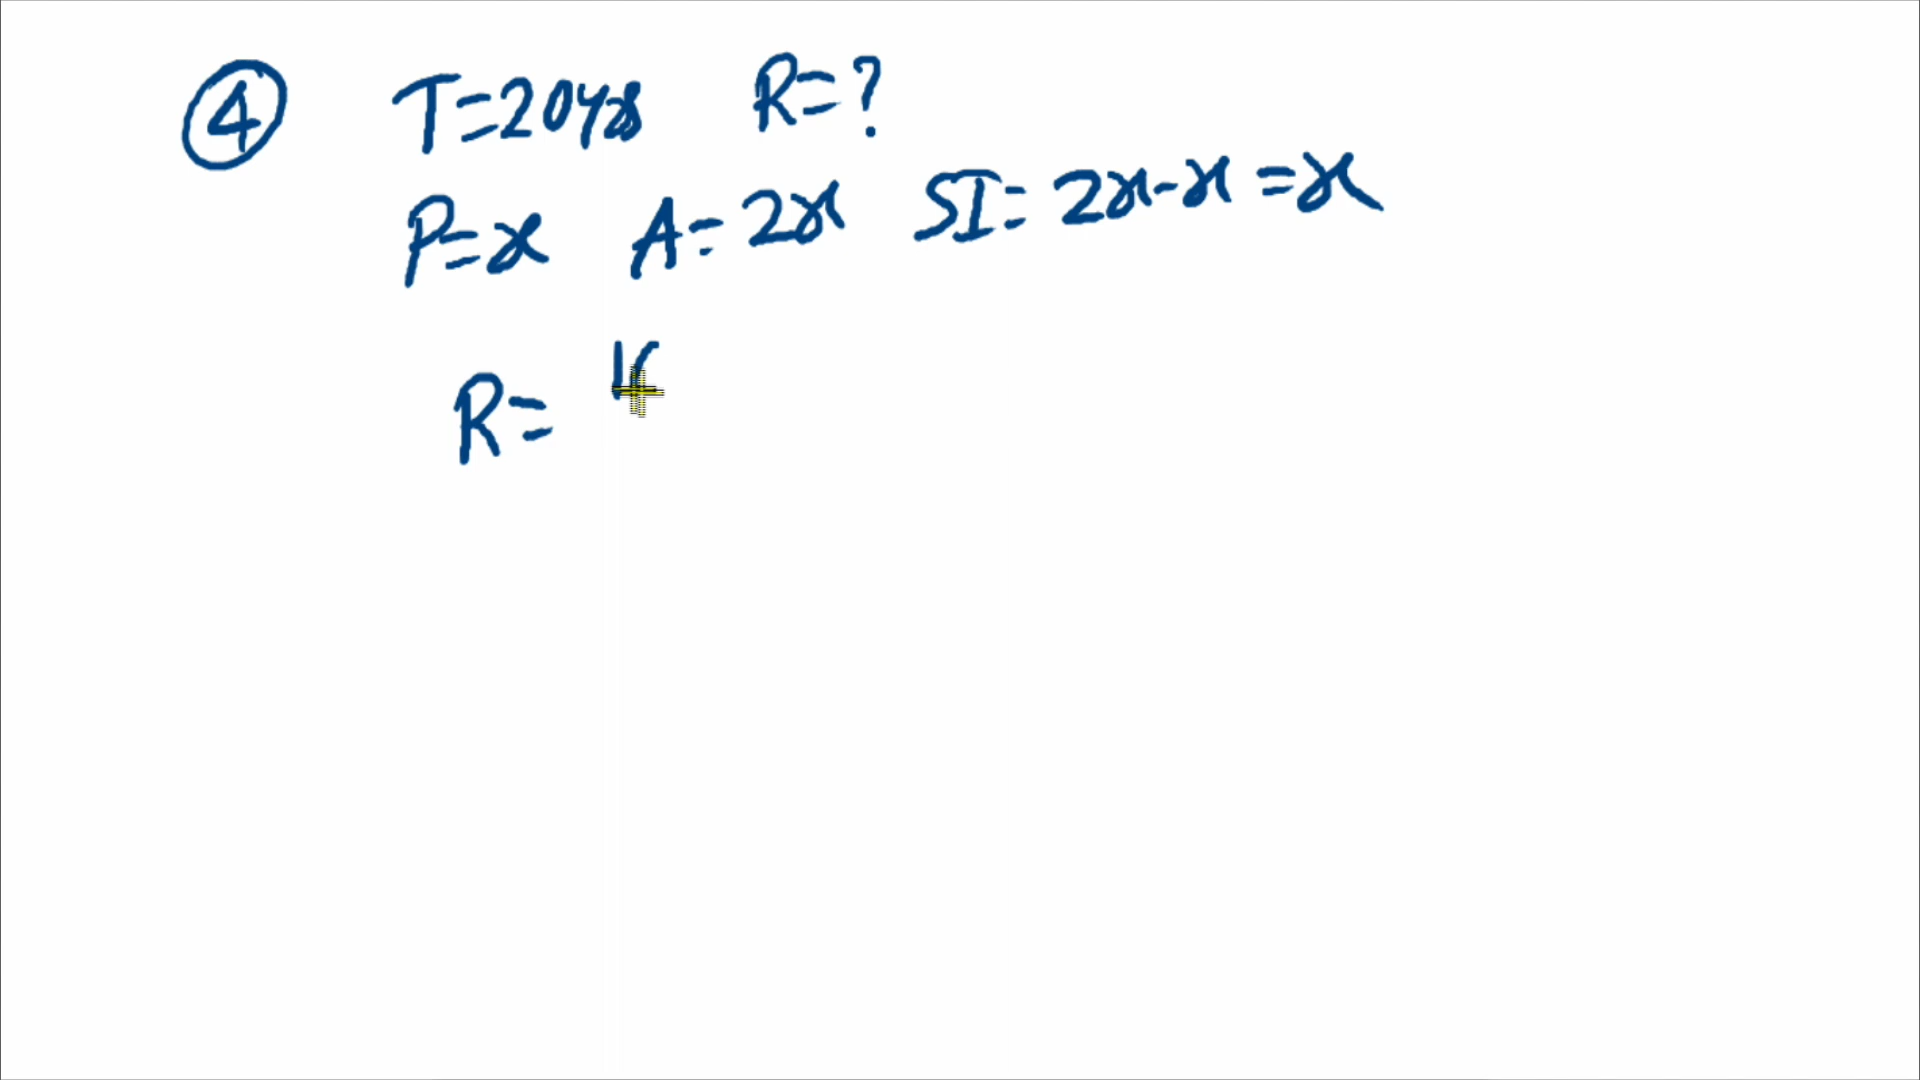 ④ T=20yrs R=?
P=x A=2x SI=2x-x=x
R=